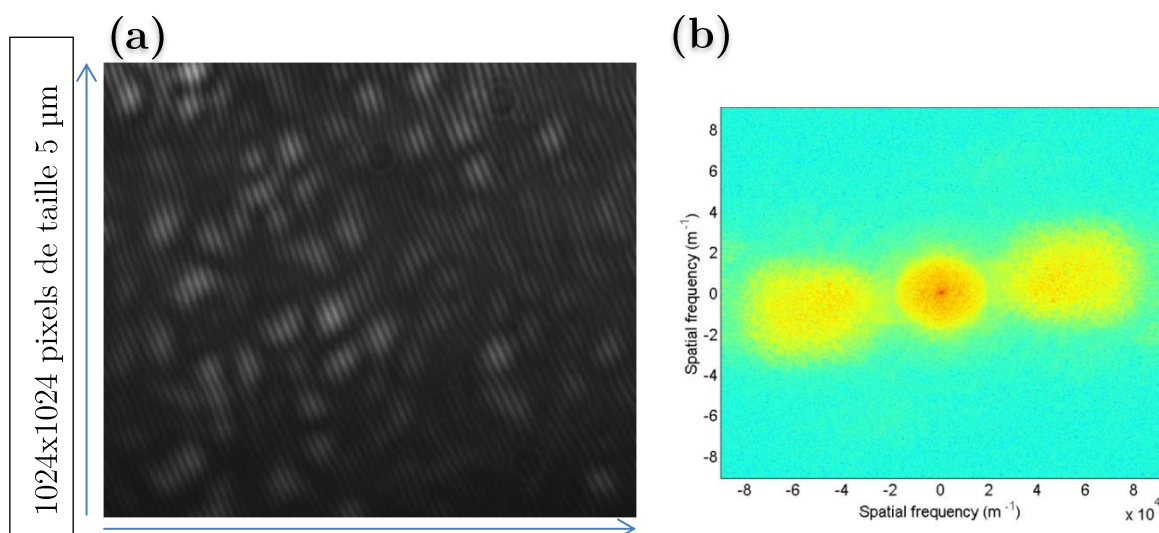 (a)
(b)
1024x1024 pixels de taille 5 µm
8
6
4
2
0
-2
-4
-6
-8
Spatial frequency (m⁻¹)
-8 -6 -4 -2 0 2 4 6 8
x 10⁴
Spatial frequency (m⁻¹)